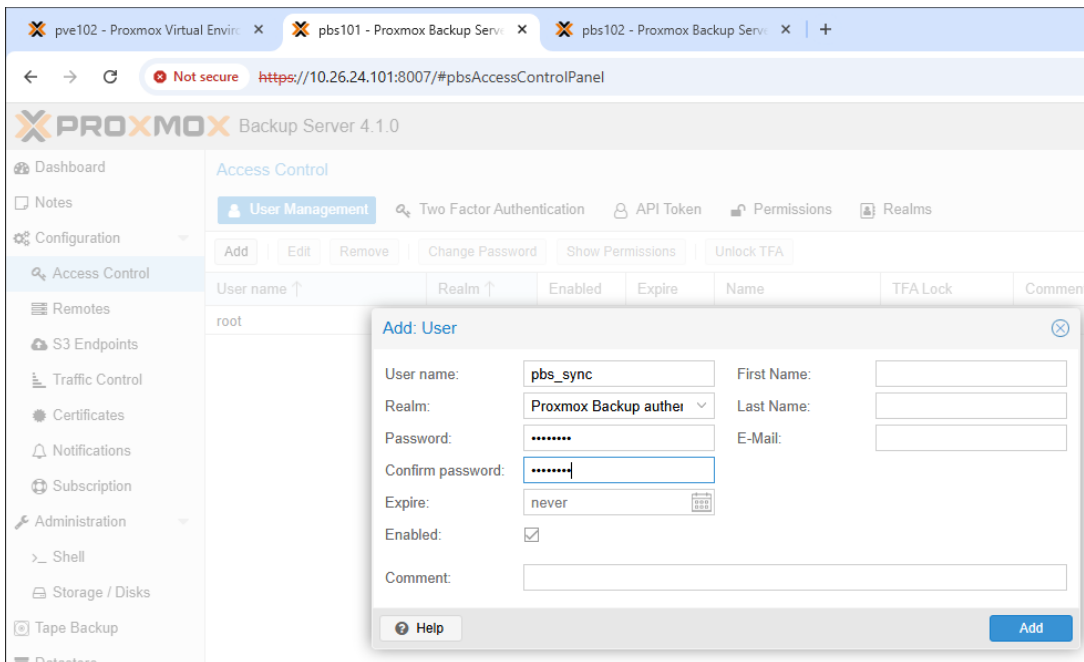 pve102 - Proxmox Virtual Enviro
pbs101 - Proxmox Backup Serve
pbs102 - Proxmox Backup Serve
Not secure https://10.26.24.101:8007/#pbsAccessControlPanel
PROXMOX Backup Server 4.1.0
Dashboard
Notes
Configuration
Access Control
Remotes
S3 Endpoints
Traffic Control
Certificates
Notifications
Subscription
Administration
Shell
Storage / Disks
Tape Backup
Datastore
Access Control
User Management Two Factor Authentication API Token Permissions Realms
Add Edit Remove Change Password Show Permissions Unlock TFA
User name Realm Enabled Expire Name TFA Lock Commen
root
Add: User
User name: pbs_sync First Name:
Realm: Proxmox Backup auther Last Name:
Password: •••••••• E-Mail:
Confirm password: ••••••••
Expire: never
Enabled:
Comment:
Help Add